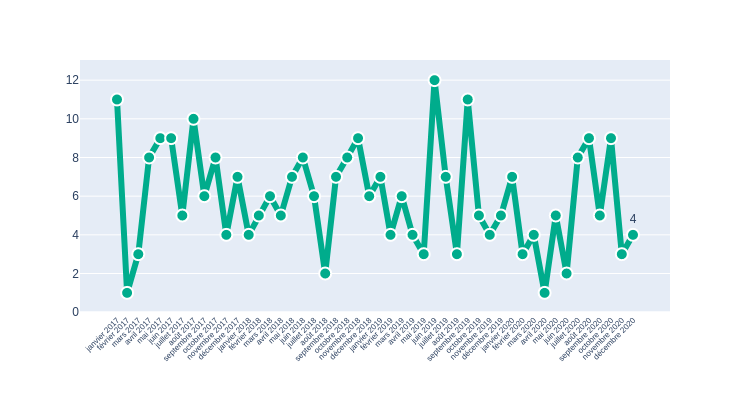 12
10
8
6
4
2
0
4
janvier 2017
février 2017
mars 2017
avril 2017
mai 2017
juin 2017
juillet 2017
août 2017
septembre 2017
octobre 2017
novembre 2017
décembre 2017
janvier 2018
février 2018
mars 2018
avril 2018
mai 2018
juin 2018
juillet 2018
août 2018
septembre 2018
octobre 2018
novembre 2018
décembre 2018
janvier 2019
février 2019
mars 2019
avril 2019
mai 2019
juin 2019
juillet 2019
août 2019
septembre 2019
octobre 2019
novembre 2019
décembre 2019
janvier 2020
février 2020
mars 2020
avril 2020
mai 2020
juin 2020
juillet 2020
août 2020
septembre 2020
octobre 2020
novembre 2020
décembre 2020